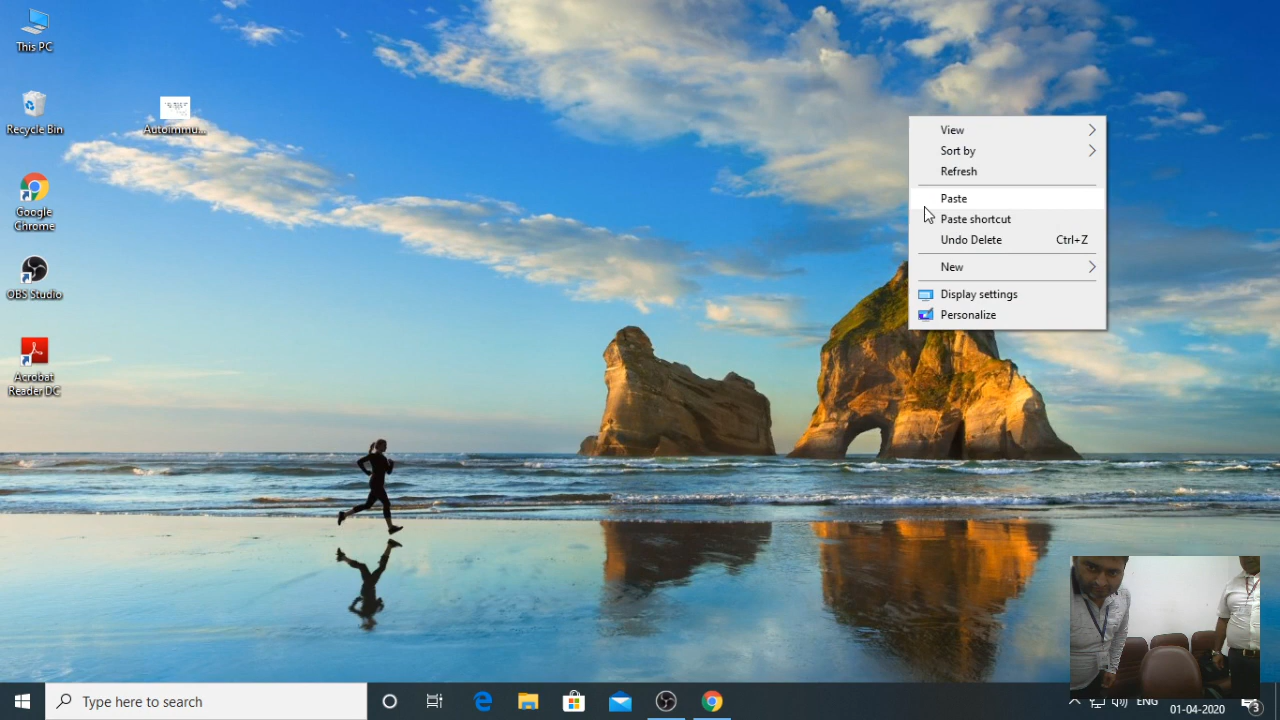 This PC
Recycle Bin
Autoimmu...
Google
Chrome
OBS Studio
Acrobat
Reader DC
View
Sort by
Refresh
Paste
Paste shortcut
Undo Delete Ctrl+Z
New
Display settings
Personalize
Type here to search
ENG
01-04-2020
3